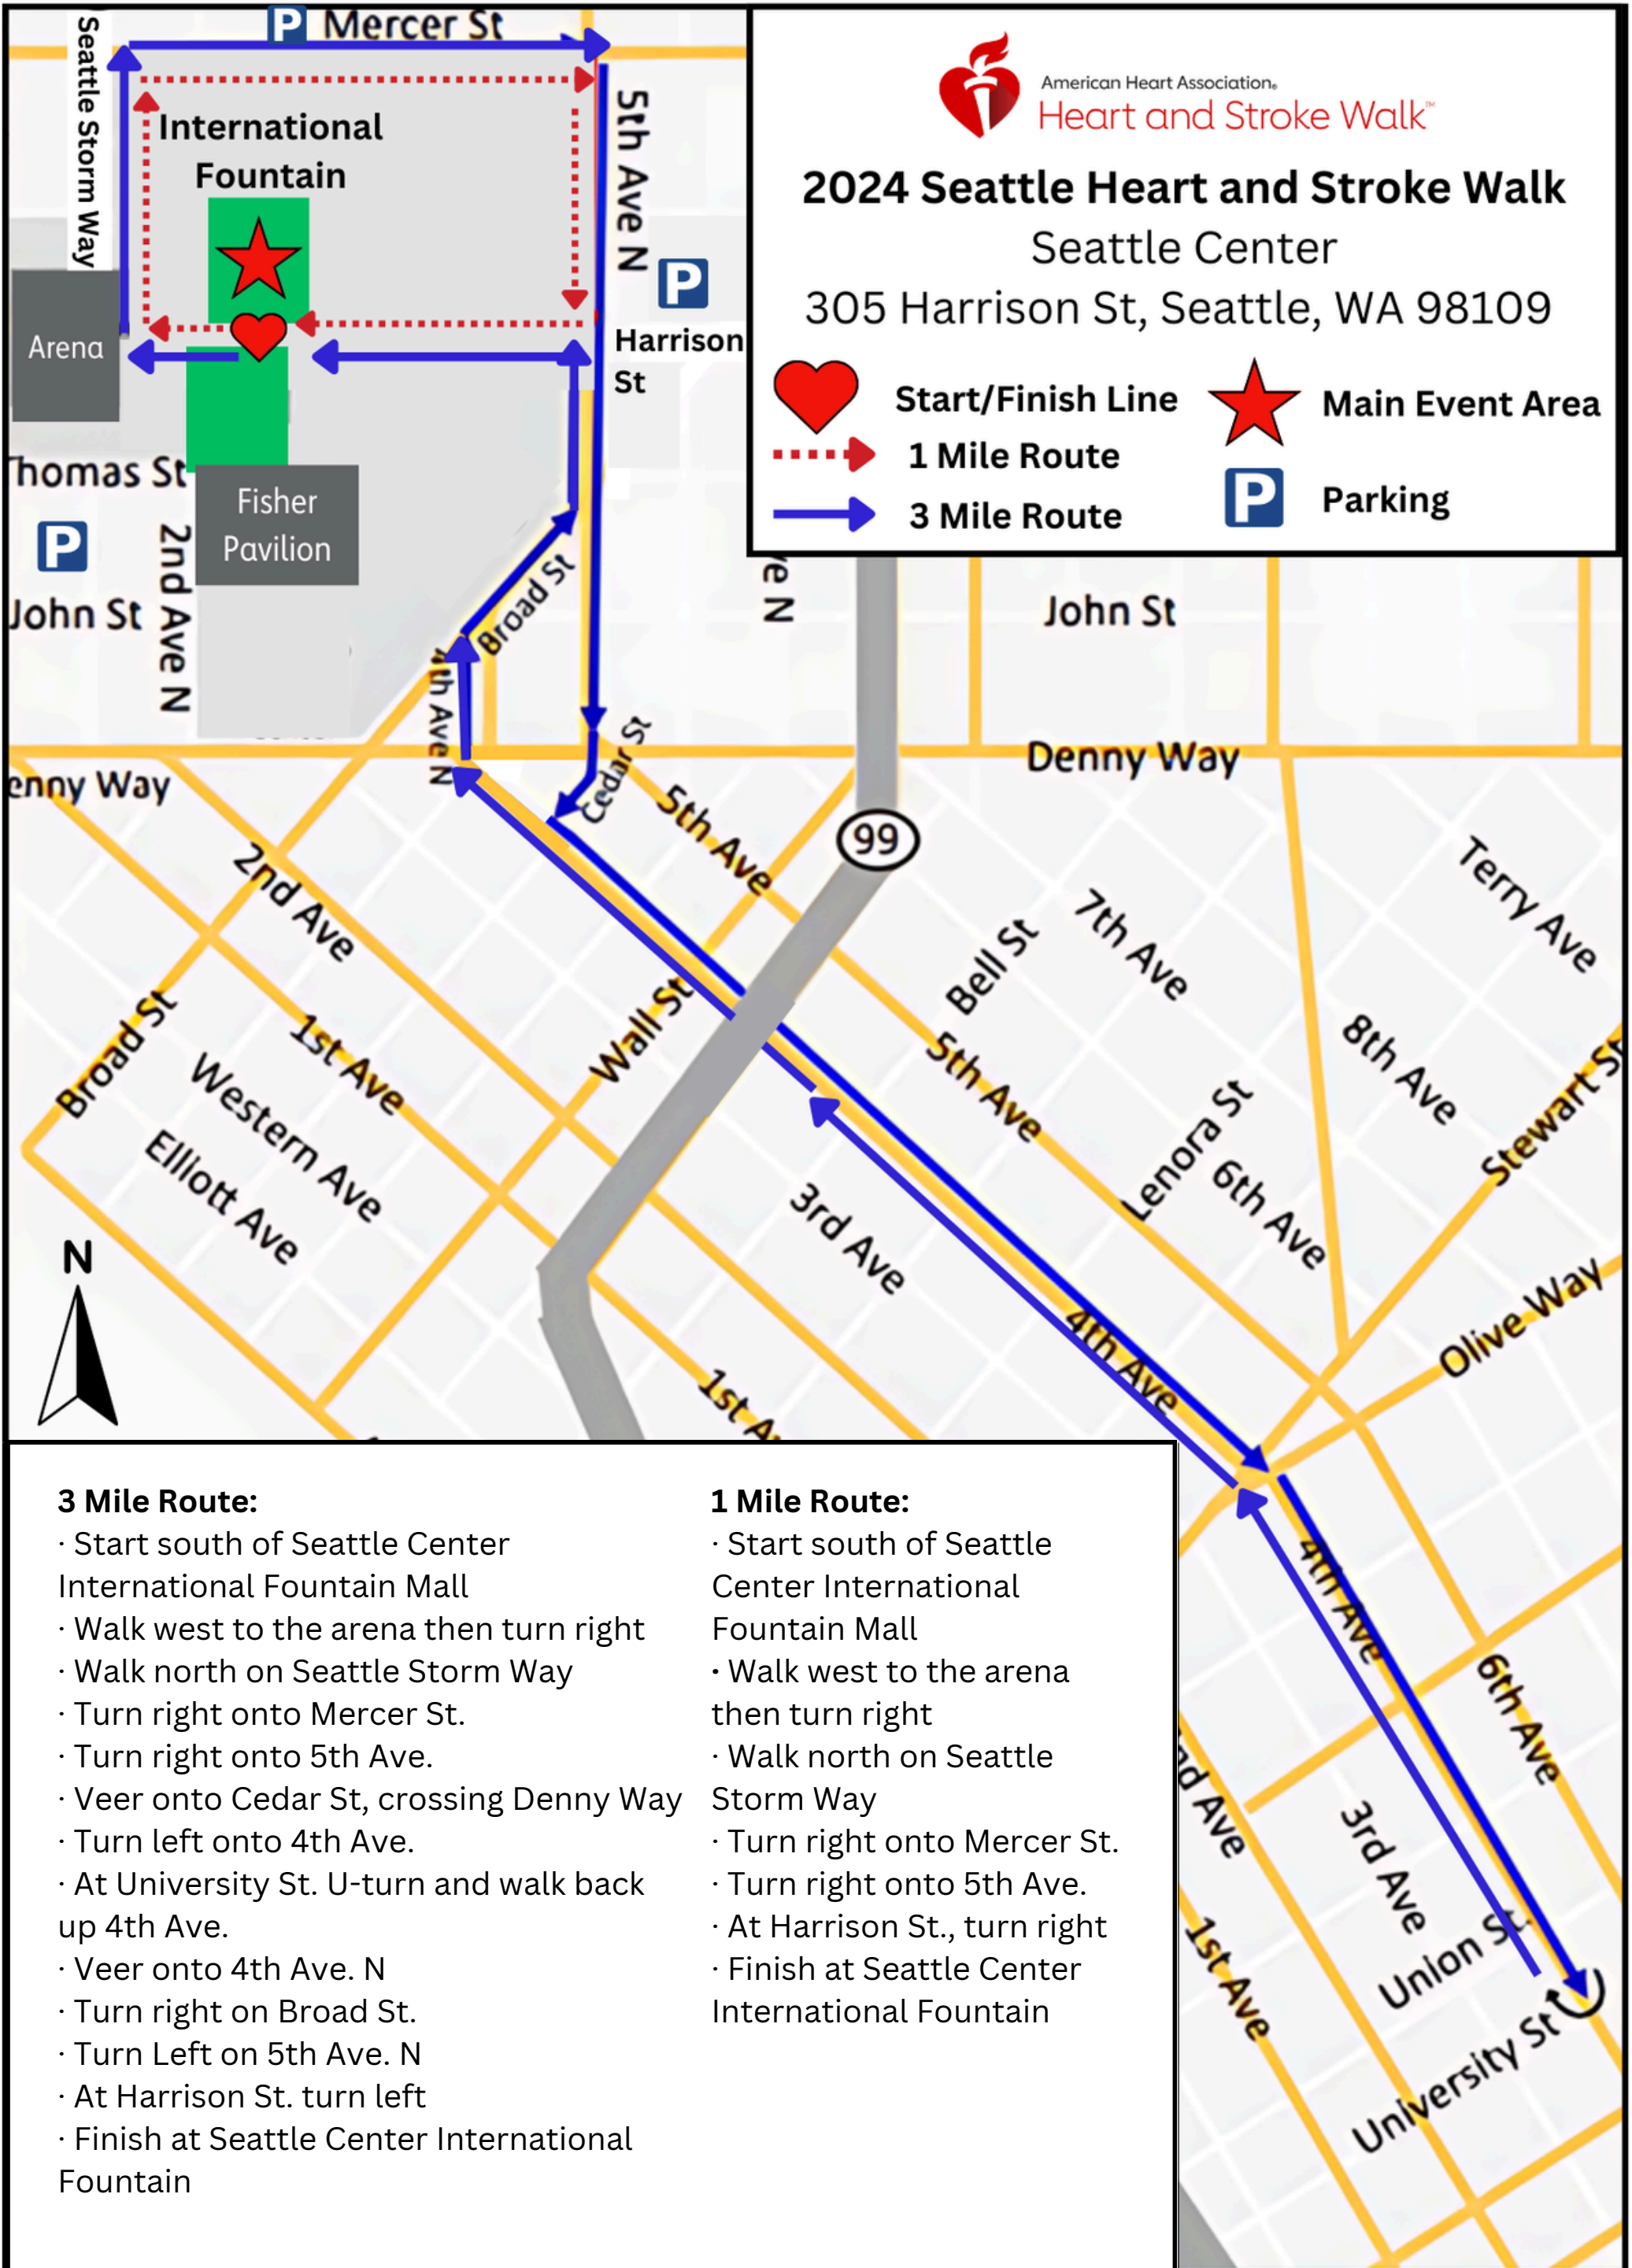 Seattle Storm Way
P
Mercer St
International
Fountain
5th Ave N
P
Harrison
St
Arena
Thomas St
Fisher
Pavilion
P
2nd Ave N
John St
Broad St
4th Ave N
American Heart Association®
Heart and Stroke Walk™
2024 Seattle Heart and Stroke Walk
Seattle Center
305 Harrison St, Seattle, WA 98109
Start/Finish Line
Main Event Area
1 Mile Route
P
Parking
3 Mile Route
ve N
John St
Denny Way
enny Way
Cedar St
5th Ave
99
2nd Ave
Bell St
7th Ave
Terry Ave
Broad St
1st Ave
Wall St
Western Ave
Elliott Ave
5th Ave
8th Ave
Stewart St
Lenora St
6th Ave
3rd Ave
N
4th Ave
Olive Way
1st Av
4th Ave
6th Ave
nd Ave
3rd Ave
1st Ave
Union St
University St
3 Mile Route:
· Start south of Seattle Center
International Fountain Mall
· Walk west to the arena then turn right
· Walk north on Seattle Storm Way
· Turn right onto Mercer St.
· Turn right onto 5th Ave.
· Veer onto Cedar St, crossing Denny Way
· Turn left onto 4th Ave.
· At University St. U-turn and walk back
up 4th Ave.
· Veer onto 4th Ave. N
· Turn right on Broad St.
· Turn Left on 5th Ave. N
· At Harrison St. turn left
· Finish at Seattle Center International
Fountain
1 Mile Route:
· Start south of Seattle
Center International
Fountain Mall
· Walk west to the arena
then turn right
· Walk north on Seattle
Storm Way
· Turn right onto Mercer St.
· Turn right onto 5th Ave.
· At Harrison St., turn right
· Finish at Seattle Center
International Fountain